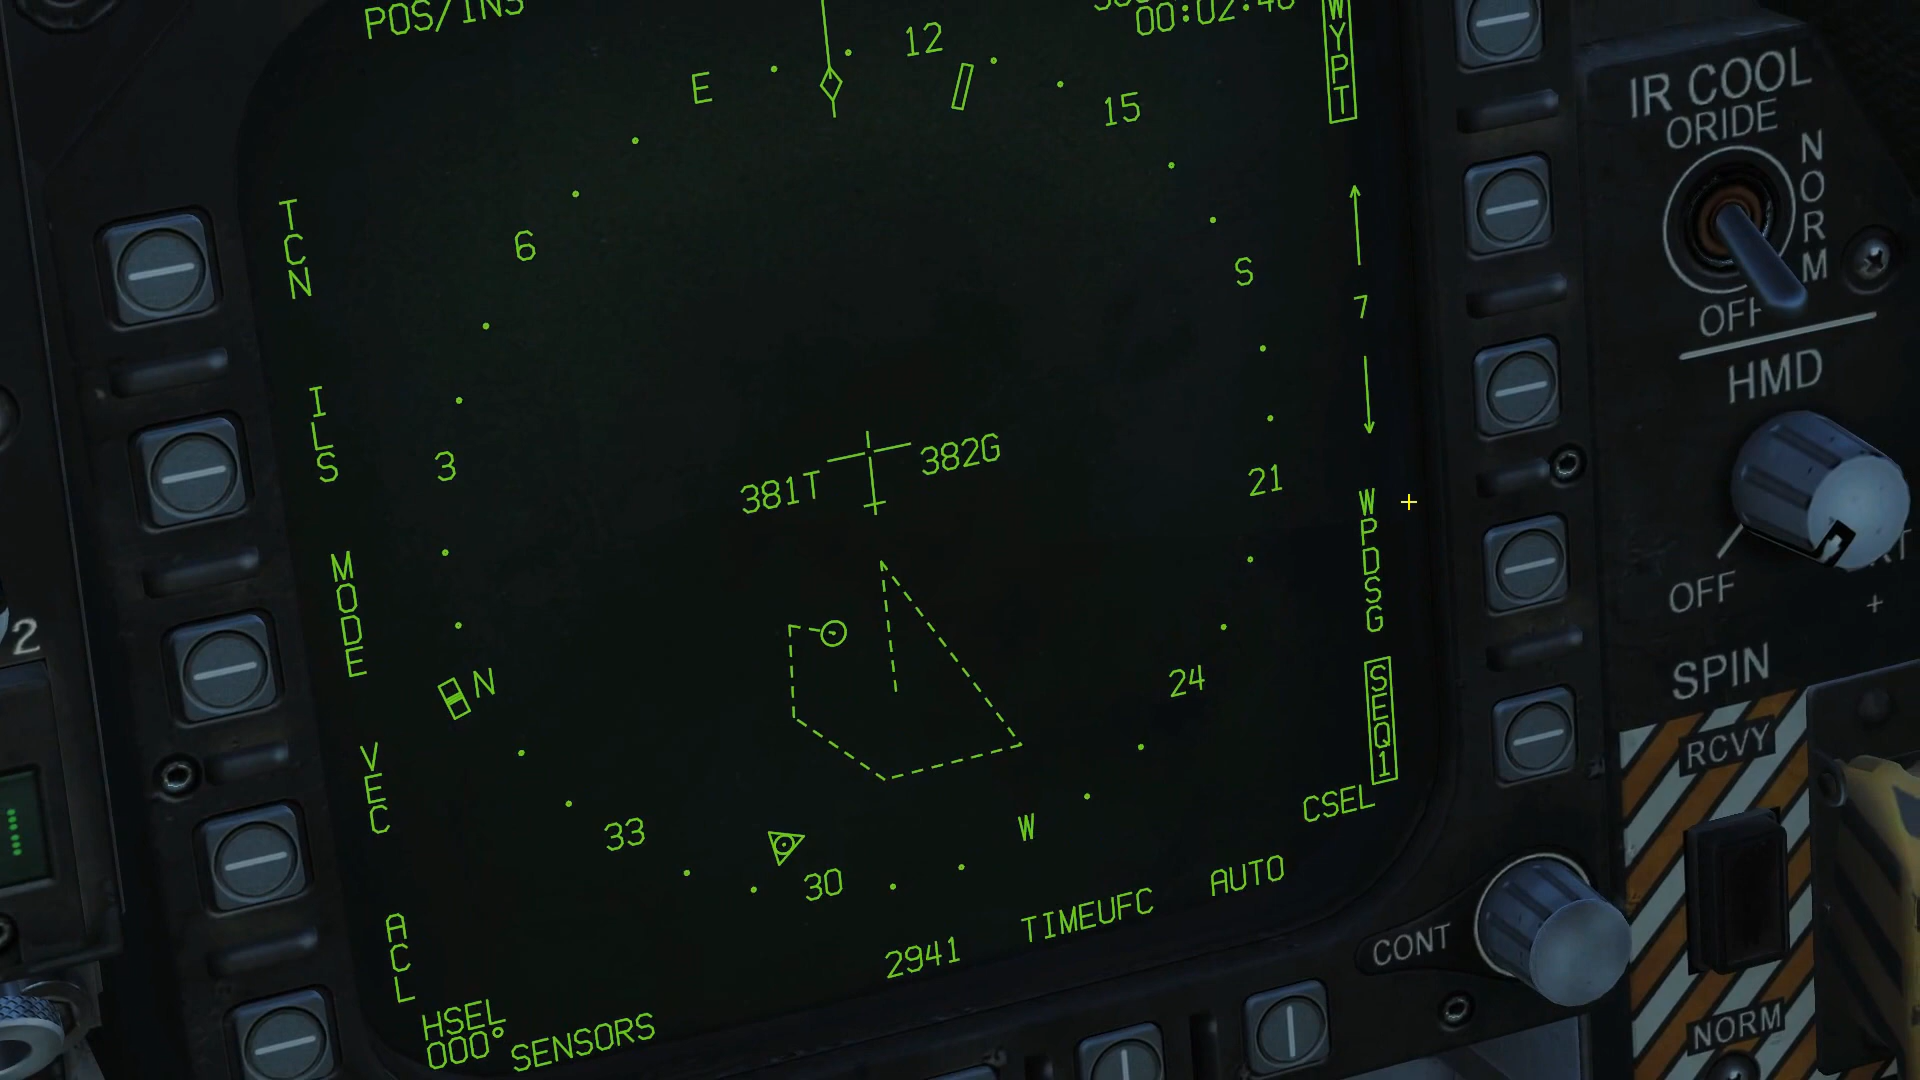 POS/INS
00:02:4
WYPT
E
12
15
6
S
3
21
N
24
33
30
W
TCN
ILS
MODE
VEC
ACL
381T
382G
7
WPDSG
SEQ1
CSEL
AUTO
TIMEUFC
2941
HSEL
000°
SENSORS
IR COOL
ORIDE
NORM
OFF
HMD
OFF
SPIN
RCVY
NORM
CONT
2